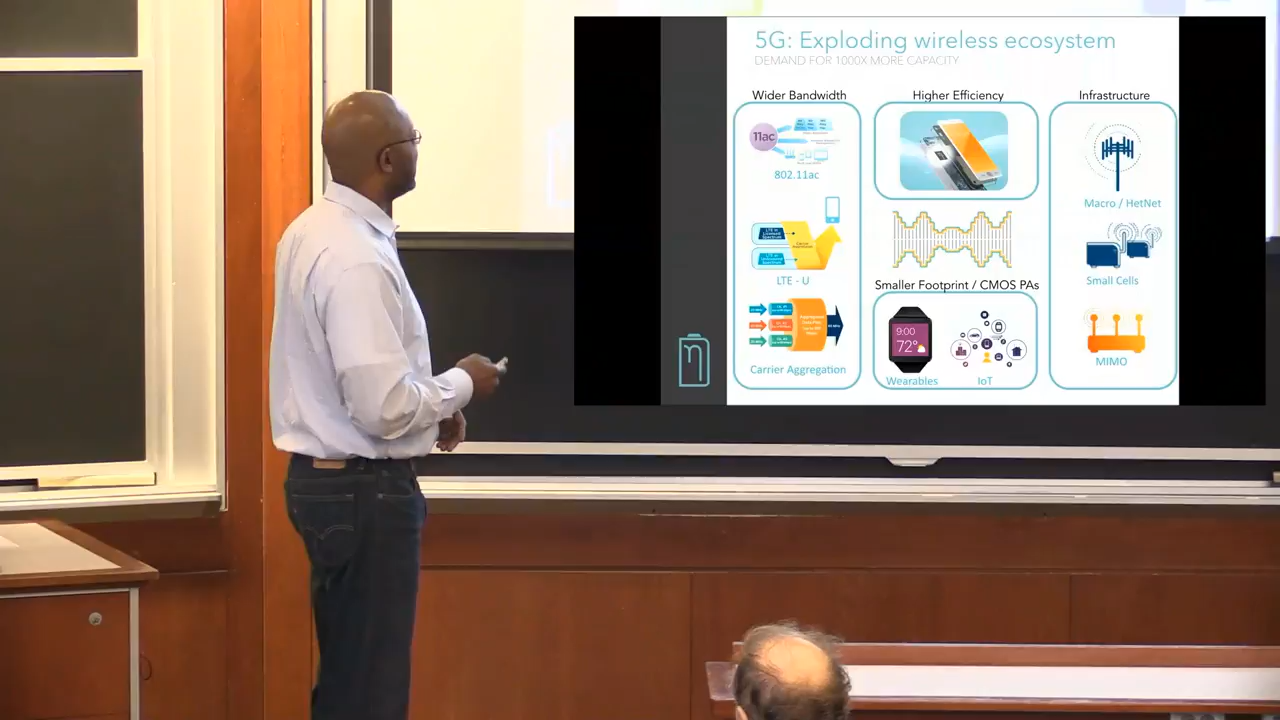 5G: Exploding wireless ecosystem
DEMAND FOR 1000X MORE CAPACITY
Wider Bandwidth
11ac
802.11ac
LTE - U
Carrier Aggregation
Higher Efficiency
Smaller Footprint / CMOS PAs
9:00
72°
Wearables
IoT
Infrastructure
Macro / HetNet
Small Cells
MIMO
η